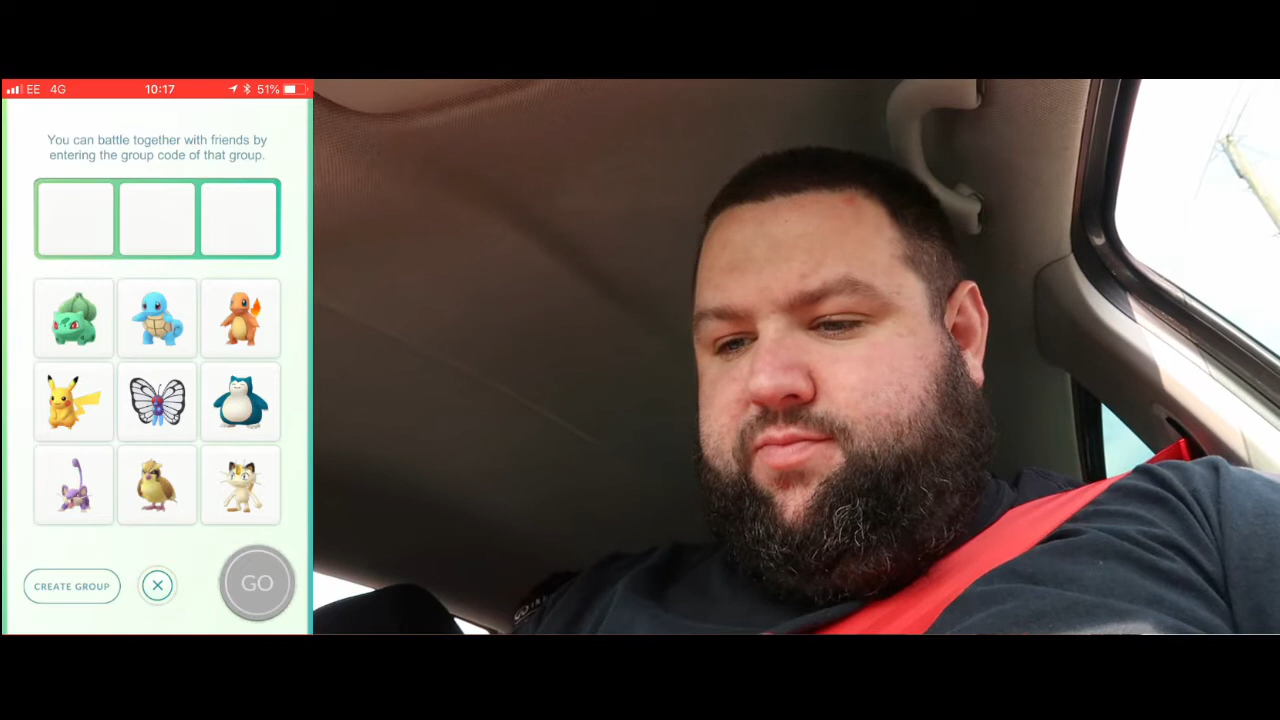 EE 4G 10:17 51%
You can battle together with friends by
entering the group code of that group.
CREATE GROUP
GO